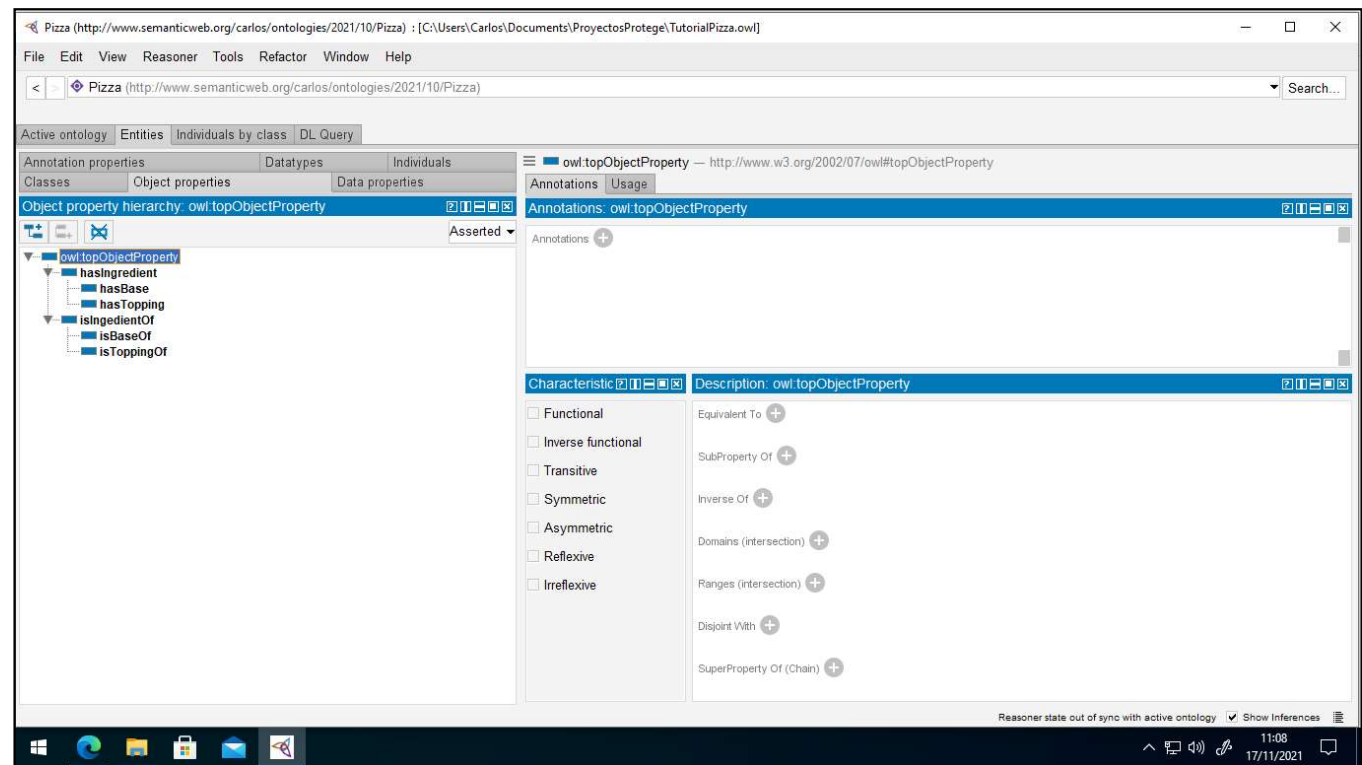 Pizza (http://www.semanticweb.org/carlos/ontologies/2021/10/Pizza) : [C:\Users\Carlos\Documents\ProyectosProtege\TutorialPizza.owl]
File Edit View Reasoner Tools Refactor Window Help
< > Pizza (http://www.semanticweb.org/carlos/ontologies/2021/10/Pizza) Search...
Active ontology Entities Individuals by class DL Query
Annotation properties Datatypes Individuals
Classes Object properties Data properties
Object property hierarchy: owl:topObjectProperty
Asserted
owl:topObjectProperty
hasIngredient
hasBase
hasTopping
isIngedientOf
isBaseOf
isToppingOf
owl:topObjectProperty — http://www.w3.org/2002/07/owl#topObjectProperty
Annotations Usage
Annotations: owl:topObjectProperty
Annotations
Characteristic
Functional
Inverse functional
Transitive
Symmetric
Asymmetric
Reflexive
Irreflexive
Description: owl:topObjectProperty
Equivalent To
SubProperty Of
Inverse Of
Domains (intersection)
Ranges (intersection)
Disjoint With
SuperProperty Of (Chain)
Reasoner state out of sync with active ontology Show Inferences
11:08
17/11/2021